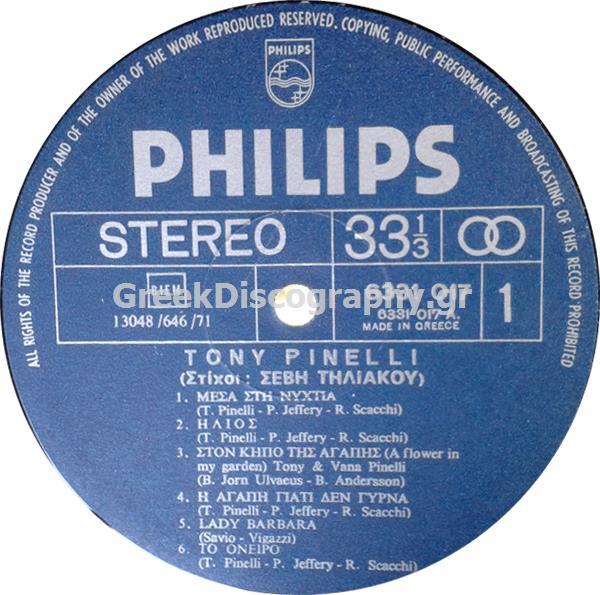 ALL RIGHTS OF THE RECORD PRODUCER AND OF THE OWNER OF THE WORK REPRODUCED RESERVED. COPYING, PUBLIC PERFORMANCE AND BROADCASTING OF THIS RECORD PROHIBITED
PHILIPS
PHILIPS
STEREO 33 1/3
BIEM
13048/646/71
6331 017
6331 017 A.
MADE IN GREECE
1
GreekDiscography.gr
TONY PINELLI
(Στίχοι : ΣΕΒΗ ΤΗΛΙΑΚΟΥ)
1. ΜΕΣΑ ΣΤΗ ΝΥΧΤΙΑ
(T. Pinelli - P. Jeffery - R. Scacchi)
2. ΗΛΙΟΣ
(T. Pinelli - P. Jeffery - R. Scacchi)
3. ΣΤΟΝ ΚΗΠΟ ΤΗΣ ΑΓΑΠΗΣ (A flower in
my garden) Tony & Vana Pinelli
(B. Jorn Ulvaeus - B. Andersson)
4. Η ΑΓΑΠΗ ΓΙΑΤΙ ΔΕΝ ΓΥΡΝΑ
(T. Pinelli - P. Jeffery - R. Scacchi)
5. LADY BARBARA
(Savio - Vigazzi)
6. ΤΟ ΟΝΕΙΡΟ
(T. Pinelli - P. Jeffery - R. Scacchi)